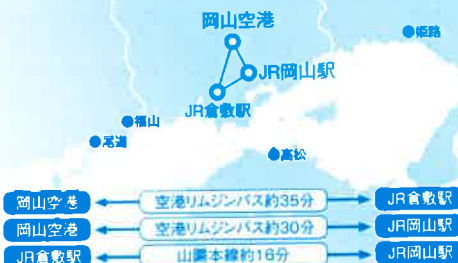 岡山空港
姫路
JR岡山駅
JR倉敷駅
福山
尾道
高松
岡山空港 空港リムジンバス約35分 JR倉敷駅
岡山空港 空港リムジンバス約30分 JR岡山駅
JR倉敷駅 山陽本線約16分 JR岡山駅